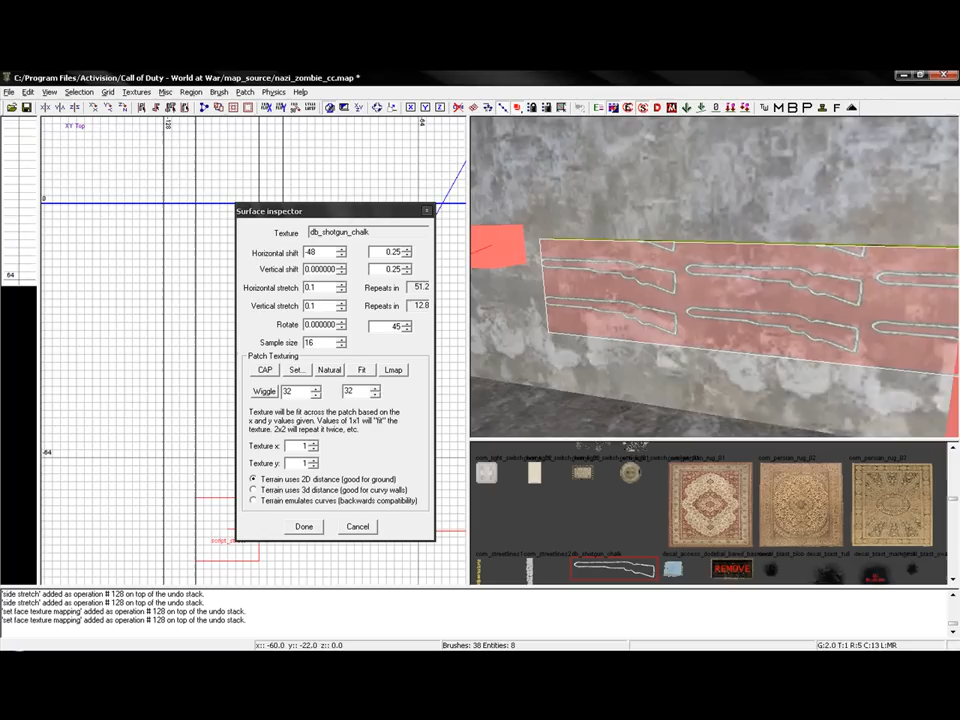 C:/Program Files/Activision/Call of Duty - World at War/map_source/nazi_zombie_cc.map *
File Edit View Selection Grid Textures Misc Region Brush Patch Physics Help
Tu M B P F
XY Top
-128
-64
0
64
-64
Surface inspector
Texture db_shotgun_chalk
Horizontal shift -48 0.25
Vertical shift 0.000000 0.25
Horizontal stretch 0.1 Repeats in 51.2
Vertical stretch 0.1 Repeats in 12.8
Rotate 0.000000 45
Sample size 16
Patch Texturing
CAP Set... Natural Fit Lmap
Wiggle 32 32
Texture will be fit across the patch based on the
x and y values given. Values of 1x1 will "fit" the
texture. 2x2 will repeat it twice, etc.
Texture x: 1
Texture y: 1
Terrain uses 2D distance (good for ground)
Terrain uses 3d distance (good for curvy walls)
Terrain emulates curves (backwards compatibility)
Done Cancel
com_persian_rug_02 com_persian_rug_03
db_shotgun_chalk
REMOVE
'side stretch' added as operation # 128 on top of the undo stack.
'side stretch' added as operation # 128 on top of the undo stack.
'set face texture mapping' added as operation # 128 on top of the undo stack.
'set face texture mapping' added as operation # 128 on top of the undo stack.
x:: -60.0 y:: -22.0 z:: 0.0 Brushes: 38 Entities: 8 G:2.0 T:1 R:5 C:13 L:MR